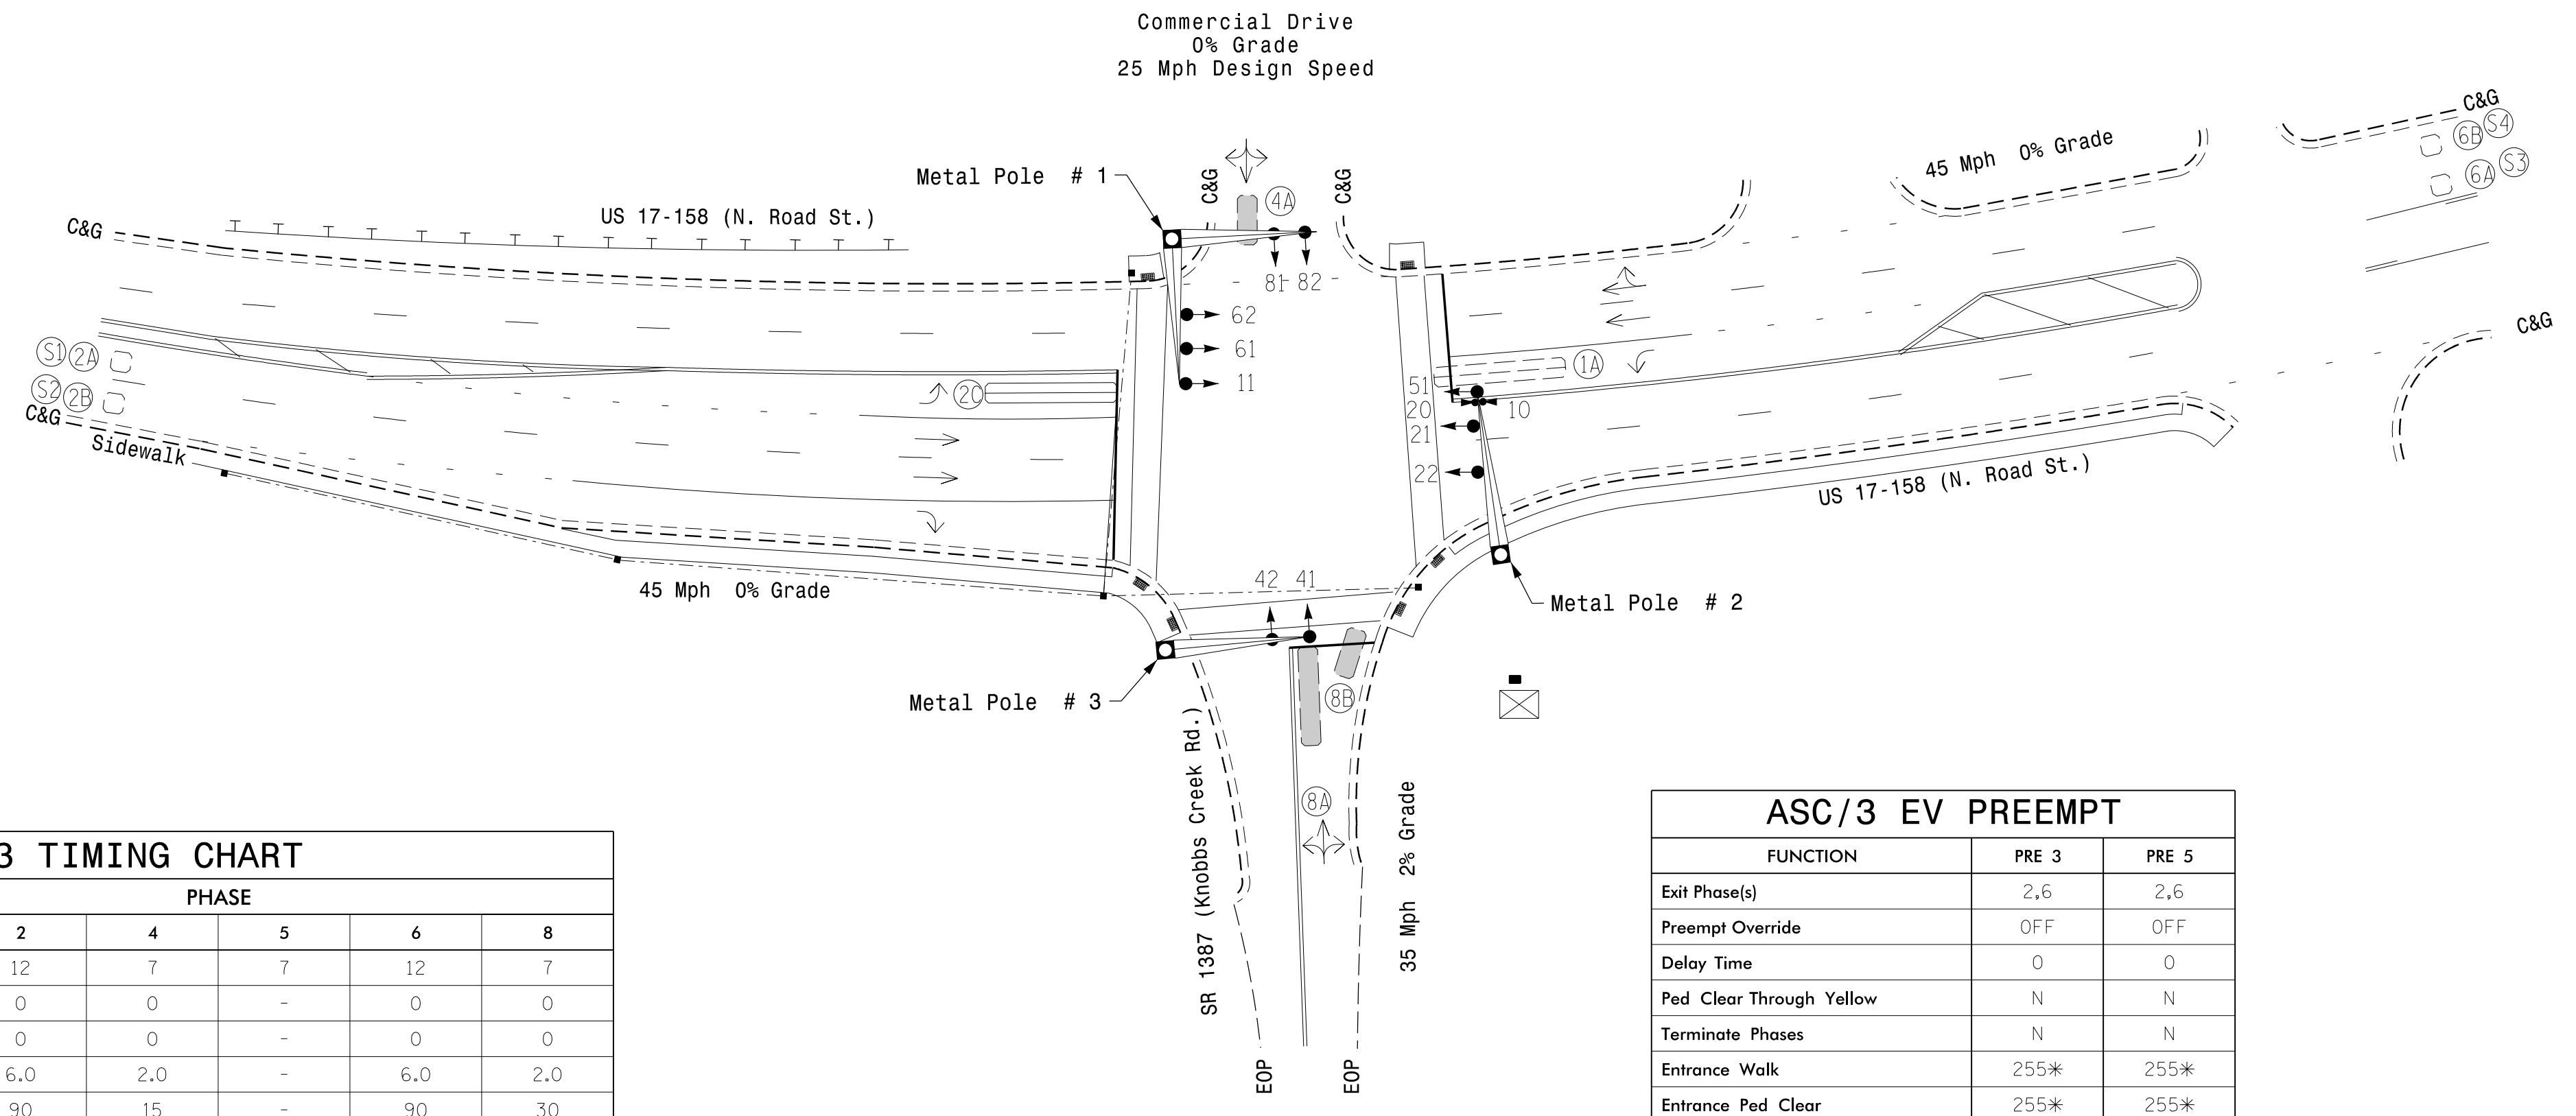 Commercial Drive
0% Grade
25 Mph Design Speed
C&G
6B
S4
6A
S3
45 Mph 0% Grade
Metal Pole # 1
C&G
C&G
4A
US 17-158 (N. Road St.)
C&G
81 82
62
61
11
C&G
S1
2A
S2
2B
C&G
Sidewalk
2C
1A
51
20
10
21
22
US 17-158 (N. Road St.)
45 Mph 0% Grade
42 41
Metal Pole # 2
Metal Pole # 3
8B
8A
SR 1387 (Knobbs Creek Rd.)
35 Mph 2% Grade
EOP
EOP
3 TIMING CHART
PHASE
2 4 5 6 8
12 7 7 12 7
0 0 - 0 0
0 0 - 0 0
6.0 2.0 - 6.0 2.0
90 15 - 90 30
ASC/3 EV PREEMPT
FUNCTION PRE 3 PRE 5
Exit Phase(s) 2,6 2,6
Preempt Override OFF OFF
Delay Time 0 0
Ped Clear Through Yellow N N
Terminate Phases N N
Entrance Walk 255* 255*
Entrance Ped Clear 255* 255*